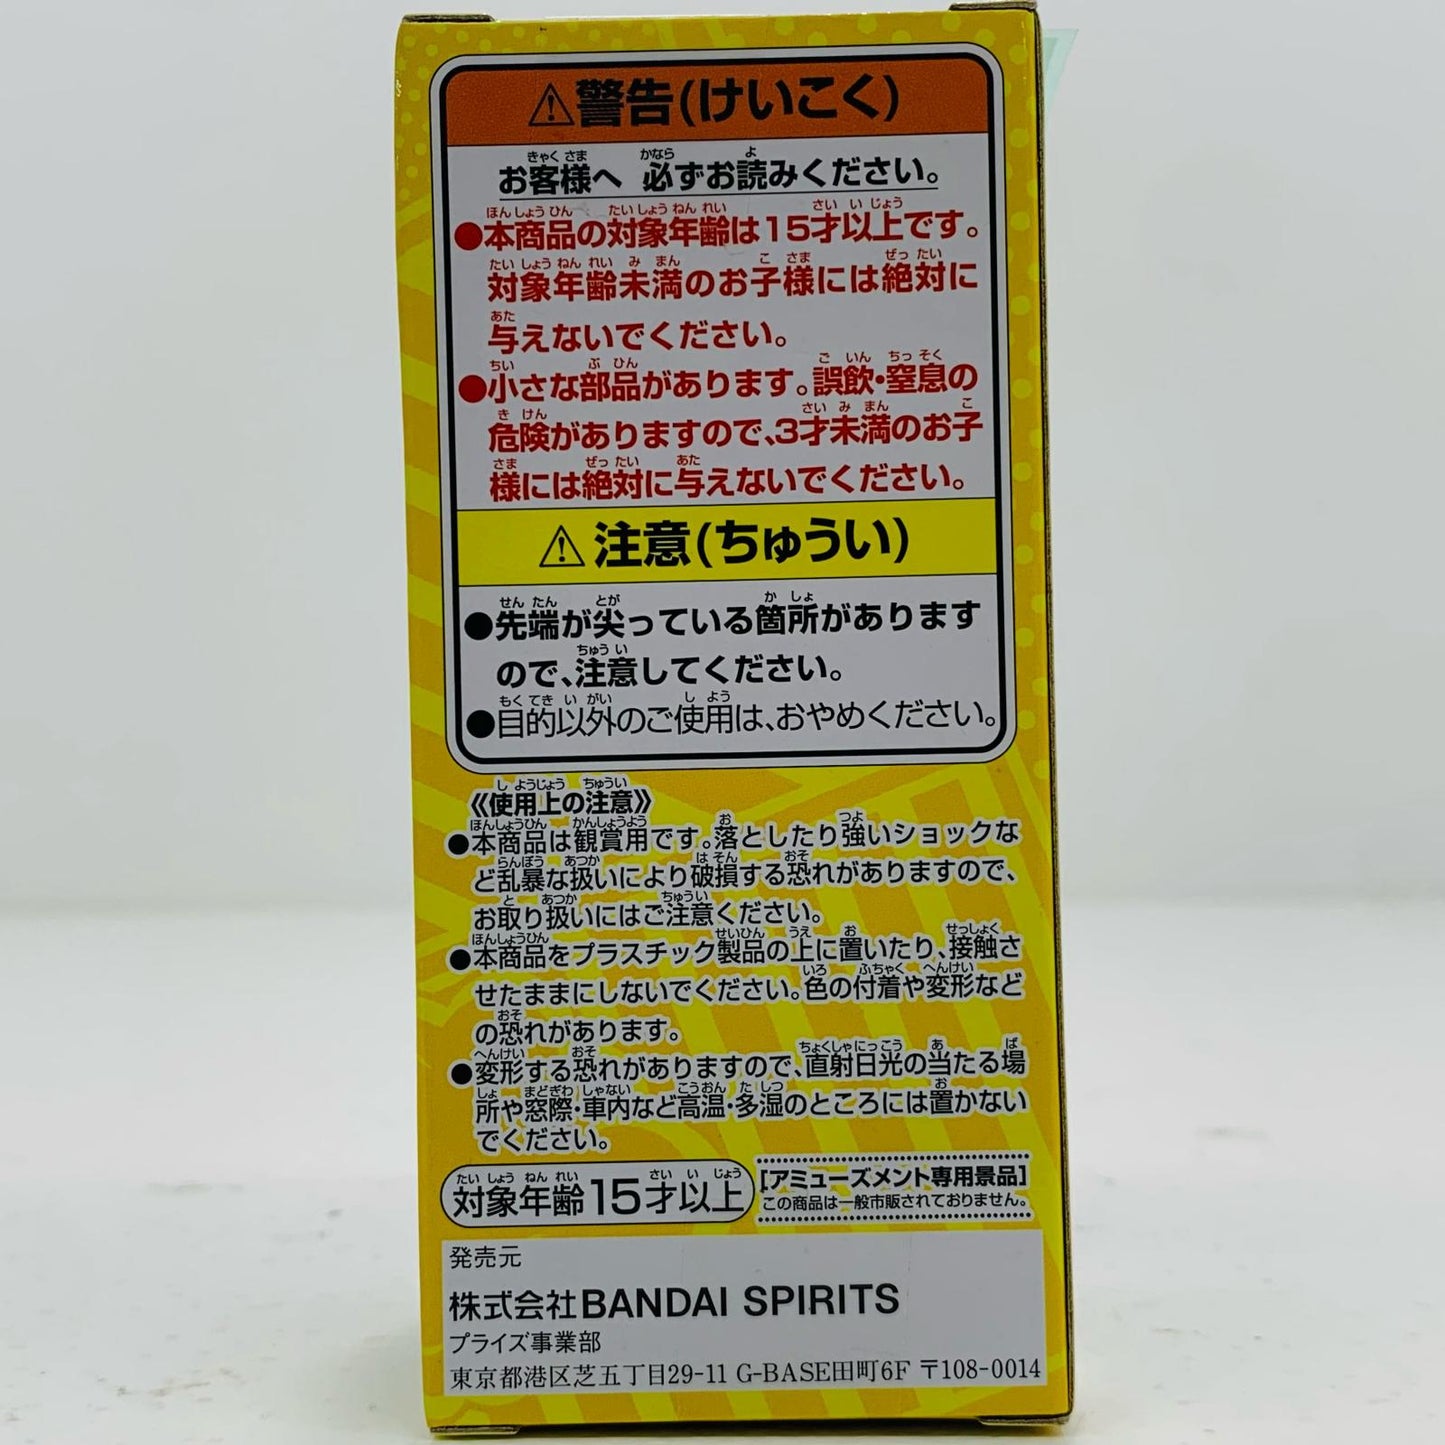 ⚠警告(けいこく)
お客様へ 必ずお読みください。
●本商品の対象年齢は15才以上です。
対象年齢未満のお子様には絶対に
与えないでください。
●小さな部品があります。誤飲・窒息の
危険がありますので、3才未満のお子
様には絶対に与えないでください。
⚠注意(ちゅうい)
●先端が尖っている箇所があります
ので、注意してください。
●目的以外のご使用は、おやめください。
《使用上の注意》
●本商品は観賞用です。落としたり強いショックな
ど乱暴な扱いにより破損する恐れがありますので、
お取り扱いにはご注意ください。
●本商品をプラスチック製品の上に置いたり、接触さ
せたままにしないでください。色の付着や変形など
の恐れがあります。
●変形する恐れがありますので、直射日光の当たる場
所や窓際・車内など高温・多湿のところには置かない
でください。
対象年齢15才以上
[アミューズメント専用景品]
この商品は一般市販されておりません。
発売元
株式会社BANDAI SPIRITS
プライズ事業部
東京都港区芝五丁目29-11 G-BASE田町6F 〒108-0014